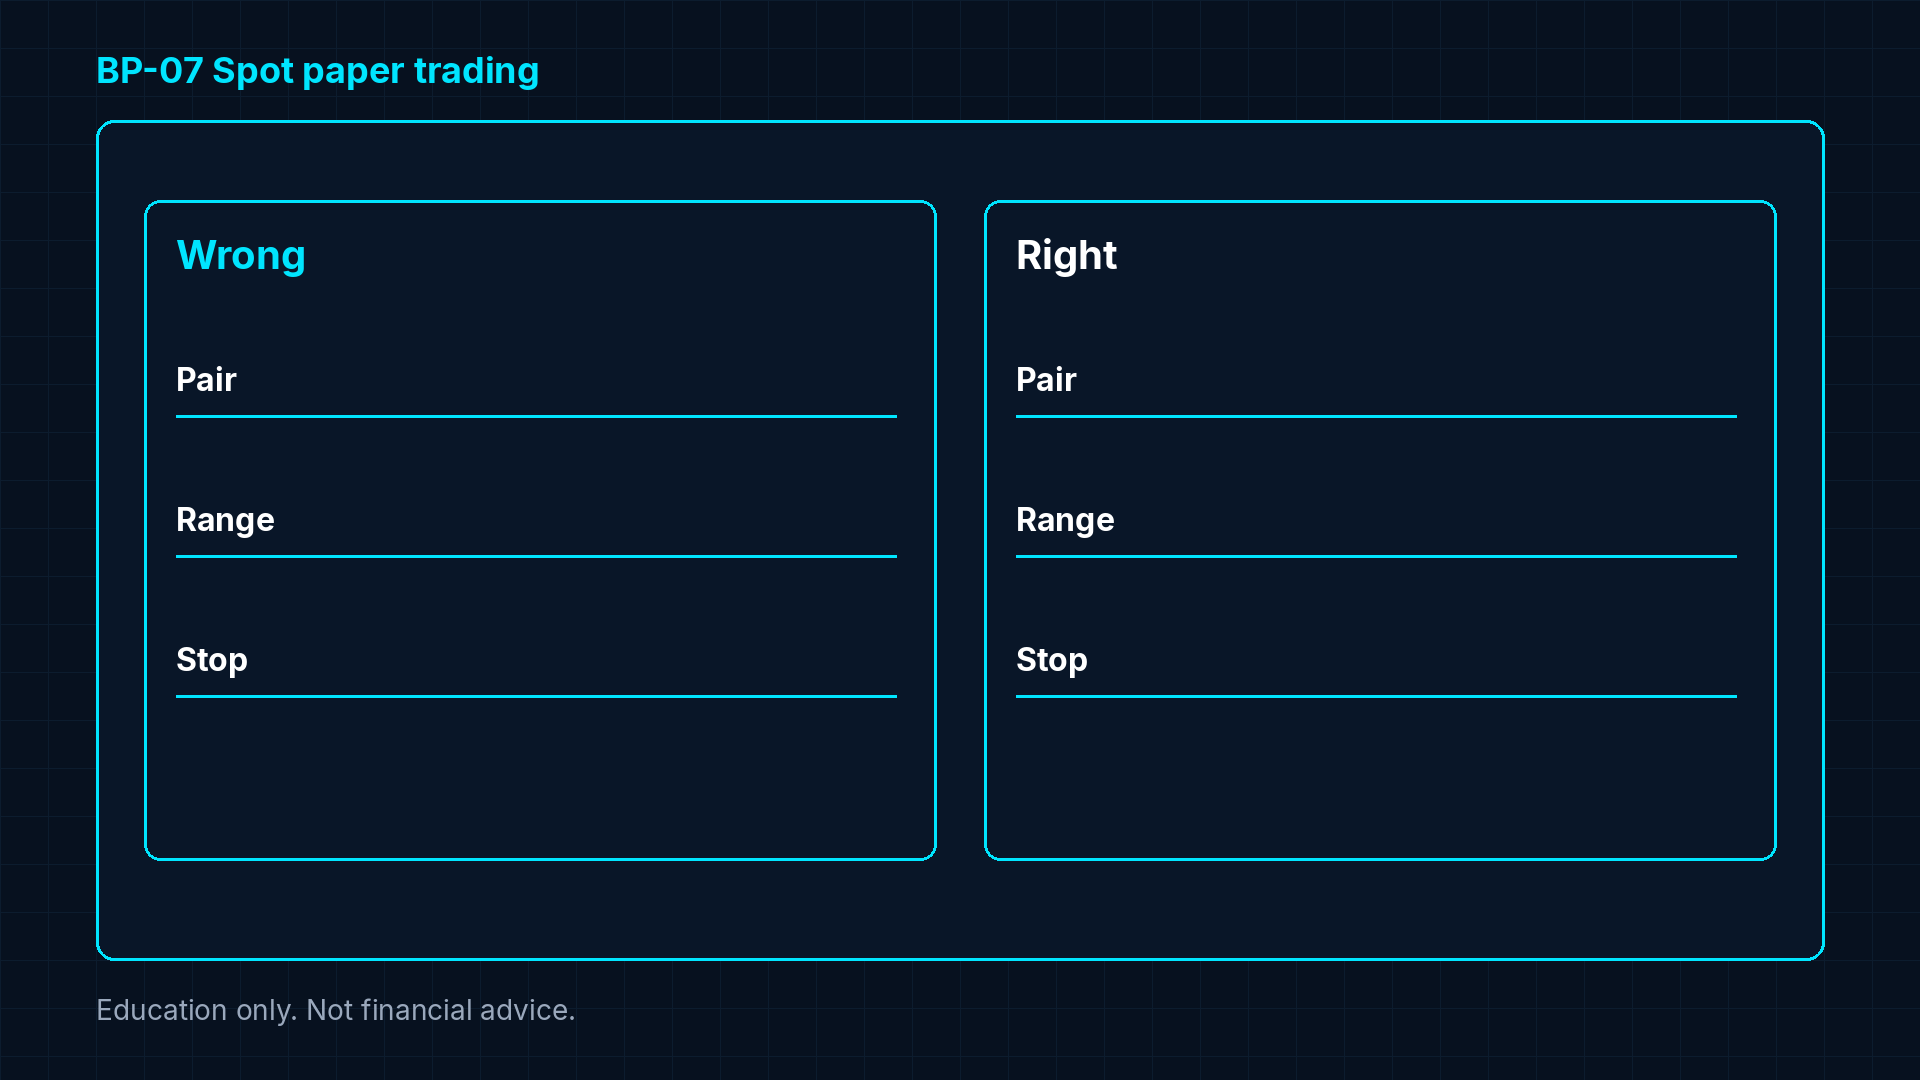 BP-07 Spot paper trading
Wrong
Pair
Range
Stop
Right
Pair
Range
Stop
Education only. Not financial advice.